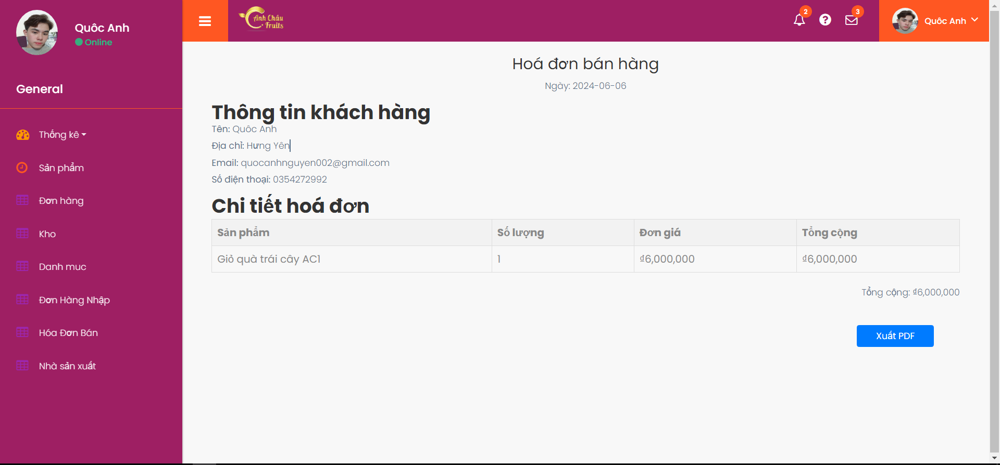 Quôc Anh
Online
General
Thống kê
Sản phẩm
Đơn hàng
Kho
Danh muc
Đơn Hàng Nhập
Hóa Đơn Bán
Nhà sản xuất
Anh Cháu
Fruits
2
3
Quôc Anh
Hoá đơn bán hàng
Ngày: 2024-06-06
Thông tin khách hàng
Tên: Quôc Anh
Địa chỉ: Hưng Yên
Email: quocanhnguyen002@gmail.com
Số điện thoại: 0354272992
Chi tiết hoá đơn
Sản phẩm Số lượng Đơn giá Tổng cộng
Giỏ quà trái cây AC1 1 ₫6,000,000 ₫6,000,000
Tổng cộng: ₫6,000,000
Xuất PDF